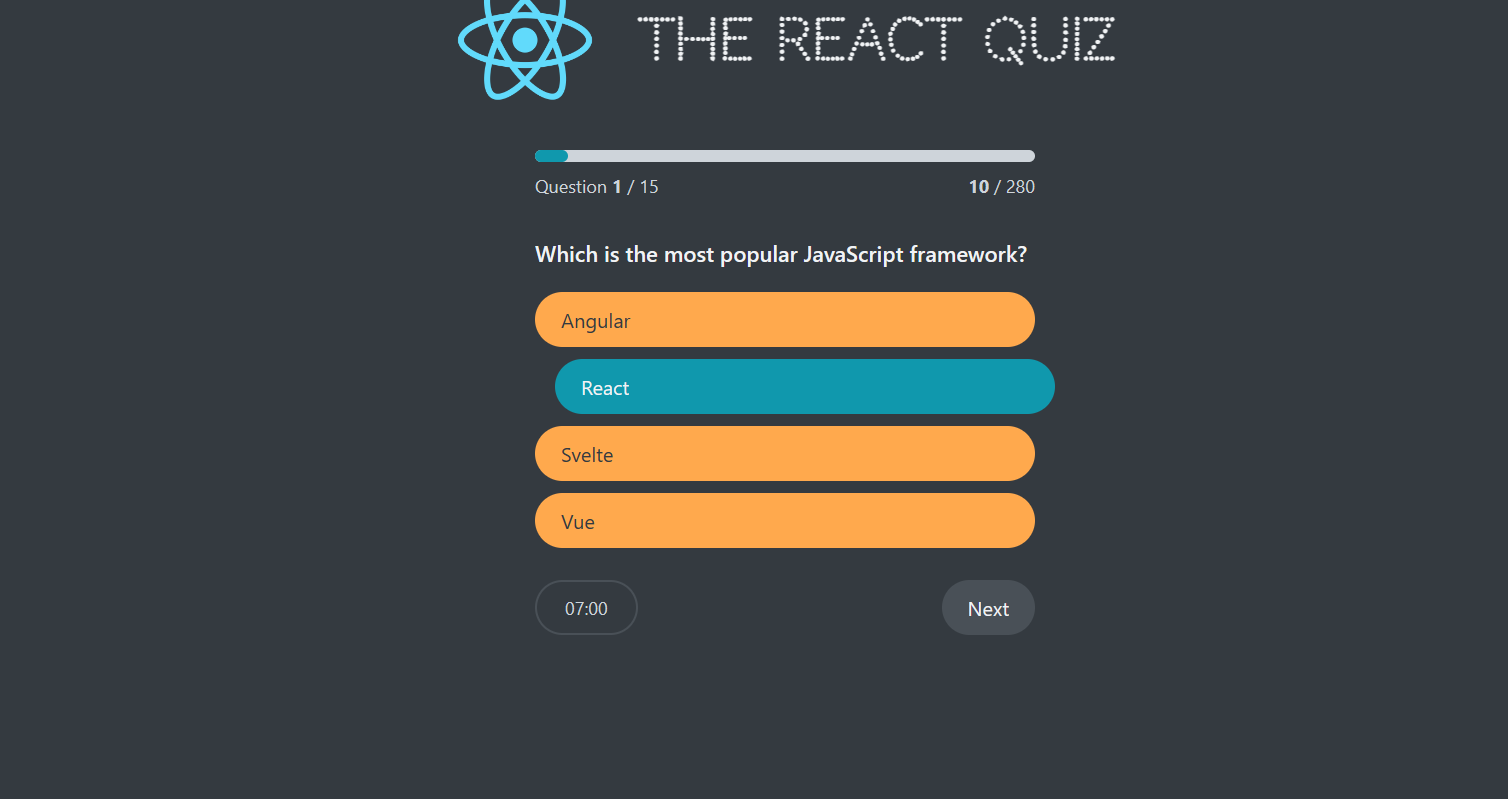 THE REACT QUIZ
Question 1 / 15
10 / 280
Which is the most popular JavaScript framework?
Angular
React
Svelte
Vue
07:00
Next